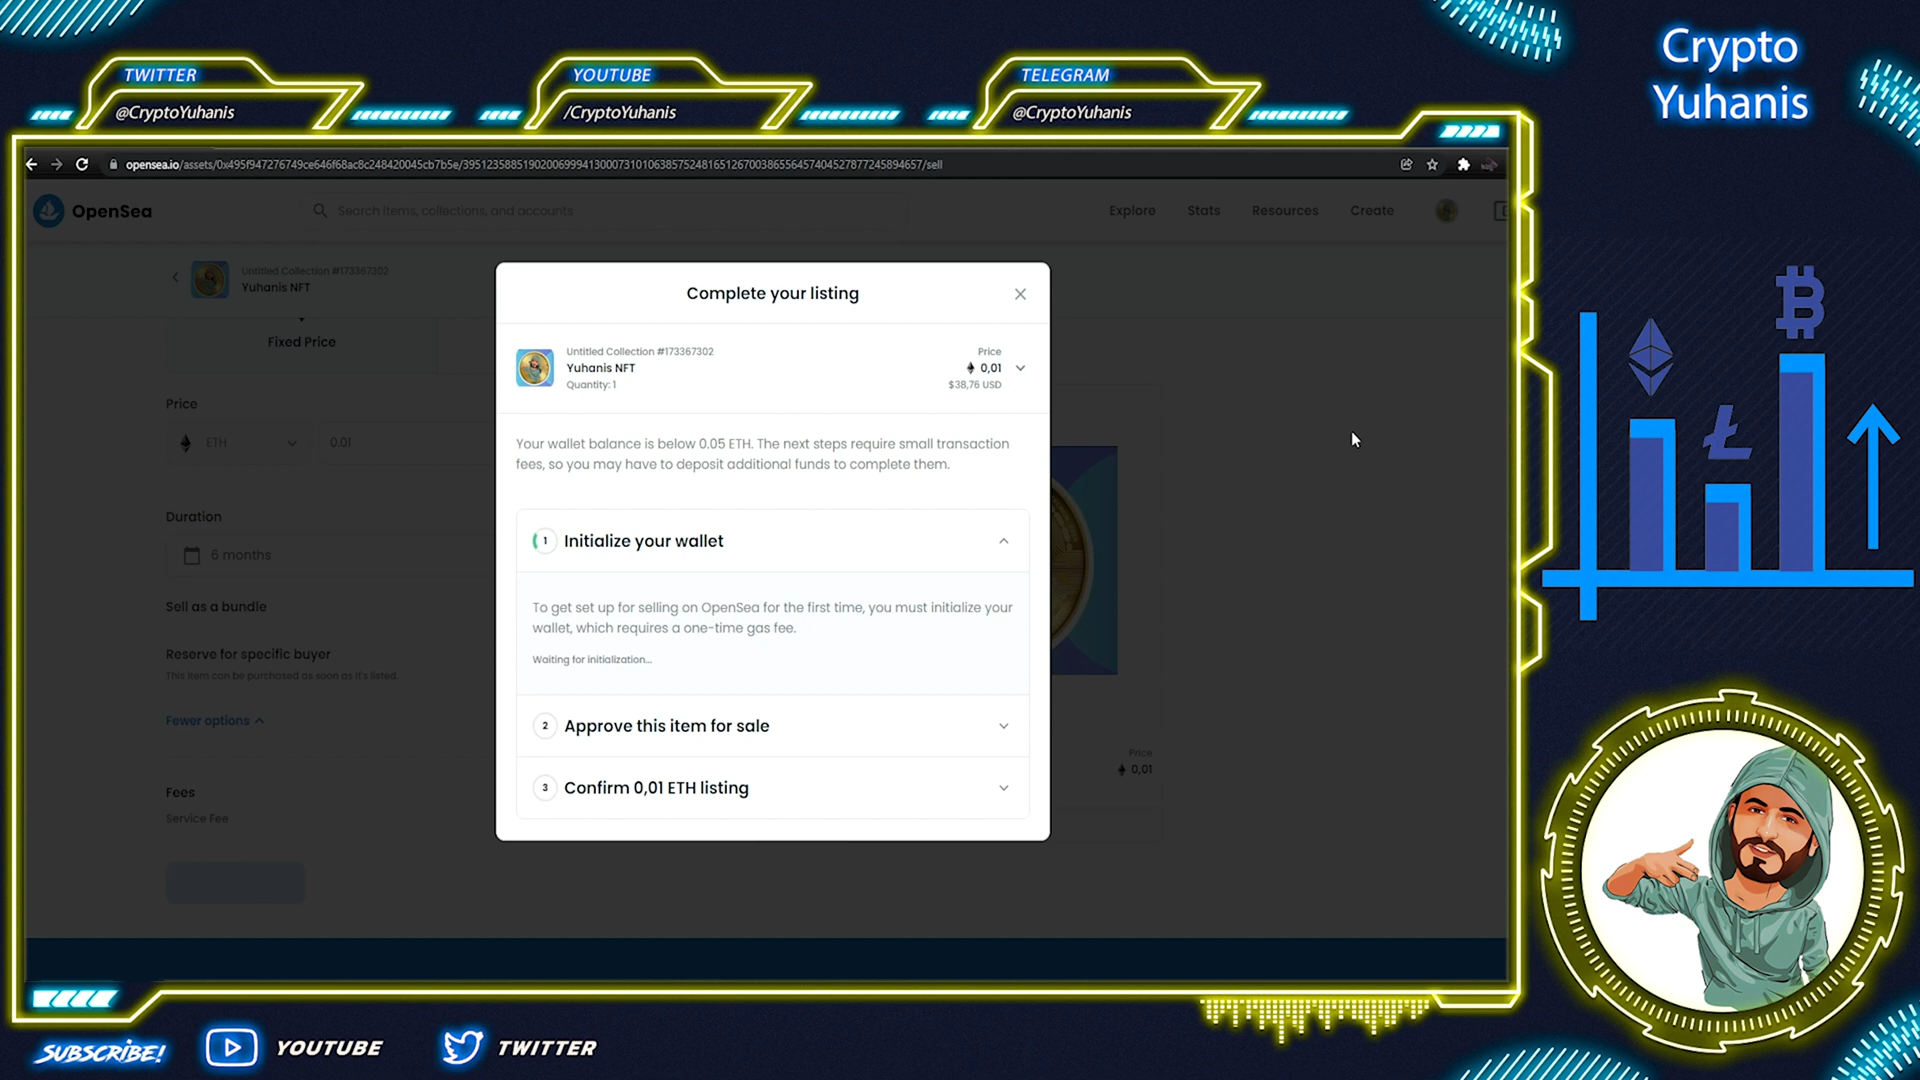 Crypto
Yuhanis
TWITTER
@CryptoYuhanis
YOUTUBE
/CryptoYuhanis
TELEGRAM
@CryptoYuhanis
opensea.io/assets/0x495f947276749ce646f68ac8c248420045cb7b5e/39512358851902006999413000731010638575248165126700386556457404527877245894657/sell
OpenSea
Search items, collections, and accounts
Explore
Stats
Resources
Create
Untitled Collection #173367302
Yuhanis NFT
Fixed Price
Price
ETH
0.01
Duration
6 months
Sell as a bundle
Reserve for specific buyer
This item can be purchased as soon as it's listed.
Fewer options
Fees
Service Fee
Price
0,01
Complete your listing
Untitled Collection #173367302
Yuhanis NFT
Quantity: 1
Price
0,01
$38,76 USD
Your wallet balance is below 0.05 ETH. The next steps require small transaction
fees, so you may have to deposit additional funds to complete them.
1 Initialize your wallet
To get set up for selling on OpenSea for the first time, you must initialize your
wallet, which requires a one-time gas fee.
Waiting for initialization...
2 Approve this item for sale
3 Confirm 0,01 ETH listing
SUBSCRIBE!
YOUTUBE
TWITTER